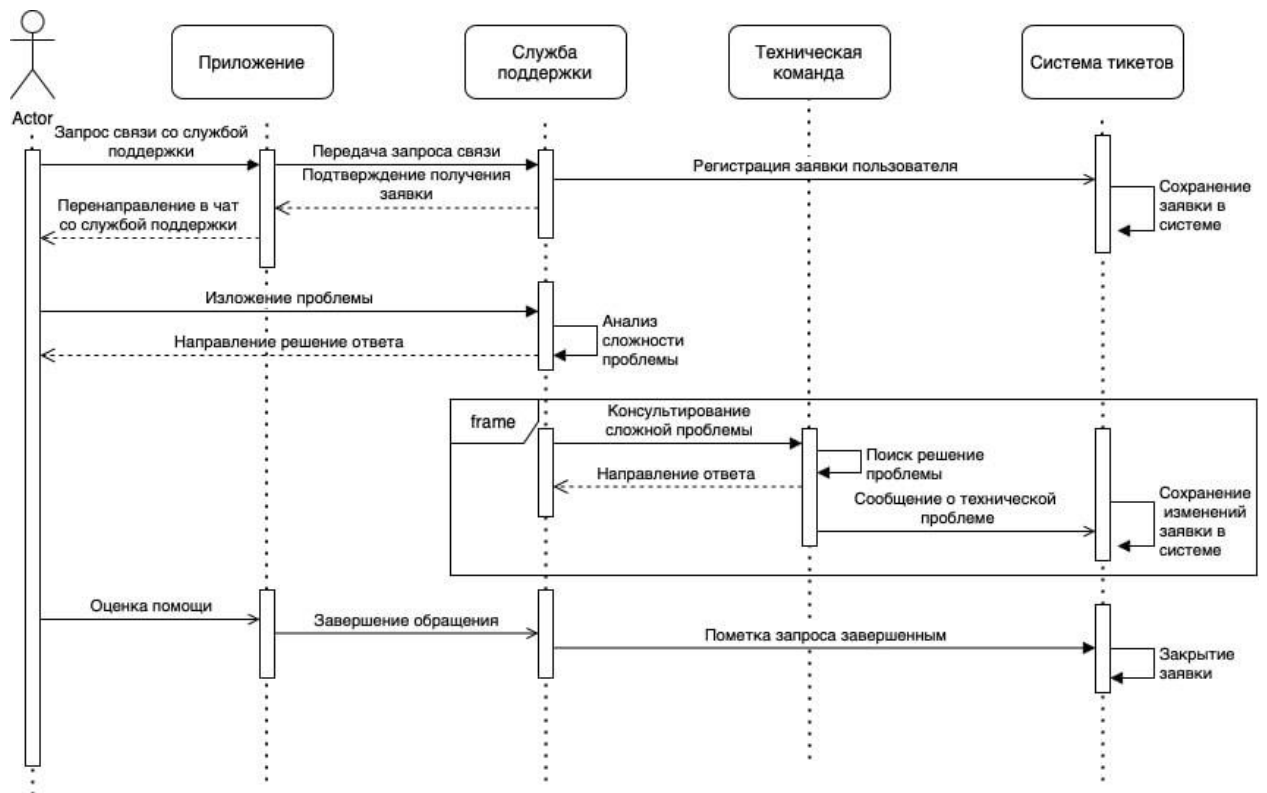 Приложение
Служба
поддержки
Техническая
команда
Система тикетов
Actor
Запрос связи со службой
поддержки
Передача запроса связи
Регистрация заявки пользователя
Подтверждение получения
заявки
Сохранение
заявки в
системе
Перенаправление в чат
со службой поддержки
Изложение проблемы
Анализ
сложности
проблемы
Направление решение ответа
frame
Консультирование
сложной проблемы
Поиск решение
проблемы
Направление ответа
Сообщение о технической
проблеме
Сохранение
изменений
заявки в
системе
Оценка помощи
Завершение обращения
Пометка запроса завершенным
Закрытие
заявки